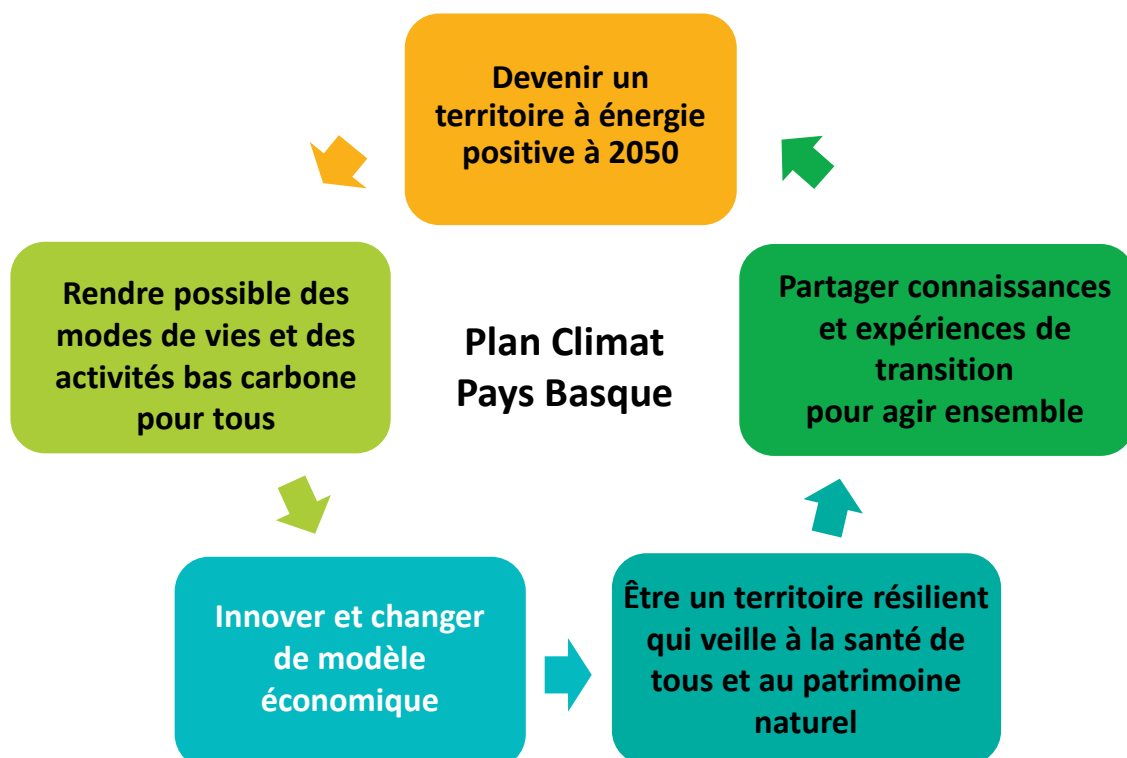 Devenir un
territoire à énergie
positive à 2050
Rendre possible des
modes de vies et des
activités bas carbone
pour tous
Plan Climat
Pays Basque
Partager connaissances
et expériences de
transition
pour agir ensemble
Innover et changer
de modèle
économique
Être un territoire résilient
qui veille à la santé de
tous et au patrimoine
naturel